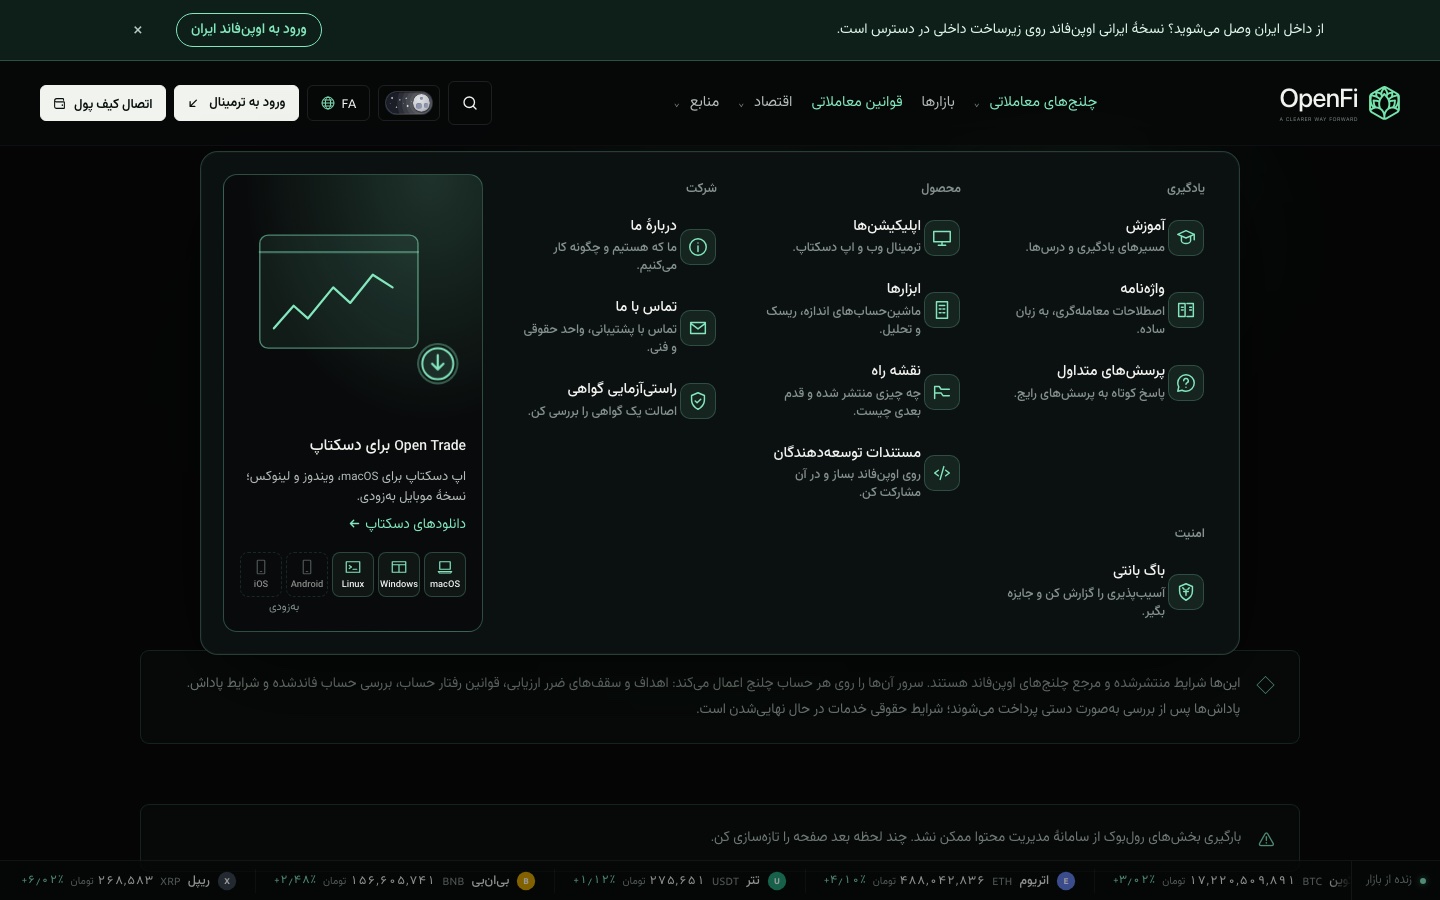 از داخل ایران وصل می‌شوید؟ نسخهٔ ایرانی اوپن‌فاند روی زیرساخت داخلی در دسترس است.
ورود به اوپن‌فاند ایران
×
OpenFi
A CLEARER WAY FORWARD
چلنج‌های معاملاتی
قوانین معاملاتی
بازارها
اقتصاد
منابع
FA
ورود به ترمینال
اتصال کیف پول
یادگیری
آموزش
مسیرهای یادگیری و درس‌ها.
واژه‌نامه
اصطلاحات معامله‌گری، به زبان
ساده.
پرسش‌های متداول
پاسخ کوتاه به پرسش‌های رایج.
محصول
اپلیکیشن‌ها
ترمینال وب و اپ دسکتاپ.
ابزارها
ماشین‌حساب‌های اندازه، ریسک
و تحلیل.
نقشه راه
چه چیزی منتشر شده و قدم
بعدی چیست.
مستندات توسعه‌دهندگان
روی اوپن‌فاند بساز و در آن
مشارکت کن.
شرکت
دربارهٔ ما
ما که هستیم و چگونه کار
می‌کنیم.
تماس با ما
تماس با پشتیبانی، واحد حقوقی
و فنی.
راستی‌آزمایی گواهی
اصالت یک گواهی را بررسی کن.
امنیت
باگ بانتی
آسیب‌پذیری را گزارش کن و جایزه
بگیر.
Open Trade برای دسکتاپ
اپ دسکتاپ برای macOS، ویندوز و لینوکس؛
نسخهٔ موبایل به‌زودی.
دانلودهای دسکتاپ ←
macOS
Windows
Linux
Android
iOS
به‌زودی
این‌ها شرایط منتشرشده و مرجع چلنج‌های اوپن‌فاند هستند. سرور آن‌ها را روی هر حساب چلنج اعمال می‌کند: اهداف و سقف‌های ضرر ارزیابی، قوانین رفتار حساب، بررسی حساب فاندشده و شرایط پاداش.
پاداش‌ها پس از بررسی به‌صورت دستی پرداخت می‌شوند؛ شرایط حقوقی خدمات در حال نهایی‌شدن است.
بارگیری بخش‌های رول‌بوک از سامانهٔ مدیریت محتوا ممکن نشد. چند لحظه بعد صفحه را تازه‌سازی کن.
زنده از بازار
BTC ۱۷,۲۲۰,۵۰۹,۸۹۱ تومان +۳٫۰۲٪
E اتریوم ETH ۴۸۸,۰۴۲,۸۳۶ تومان +۴٫۱۰٪
U تتر USDT ۲۷۵,۶۵۱ تومان +۱٫۱۲٪
B بی‌ان‌بی BNB ۱۵۶,۶۰۵,۷۴۱ تومان +۲٫۴۸٪
X ریپل XRP ۲۶۸,۵۸۳ تومان +۶٫۰۲٪